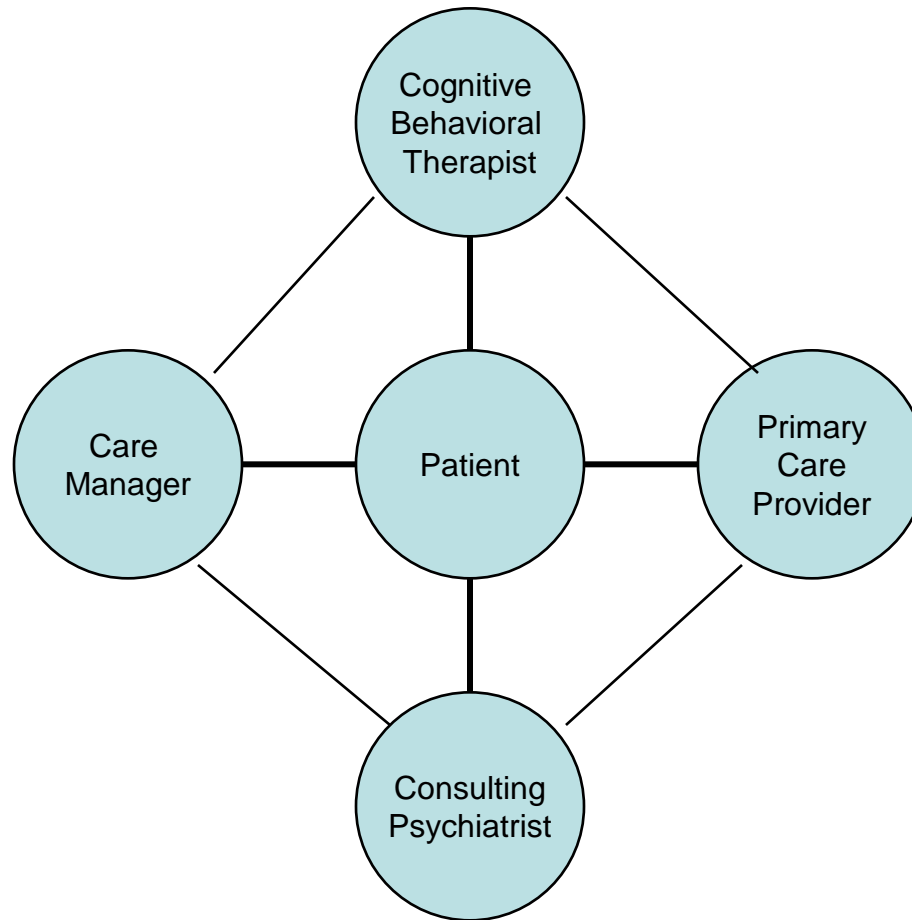 Cognitive
Behavioral
Therapist
Care
Manager
Patient
Primary
Care
Provider
Consulting
Psychiatrist